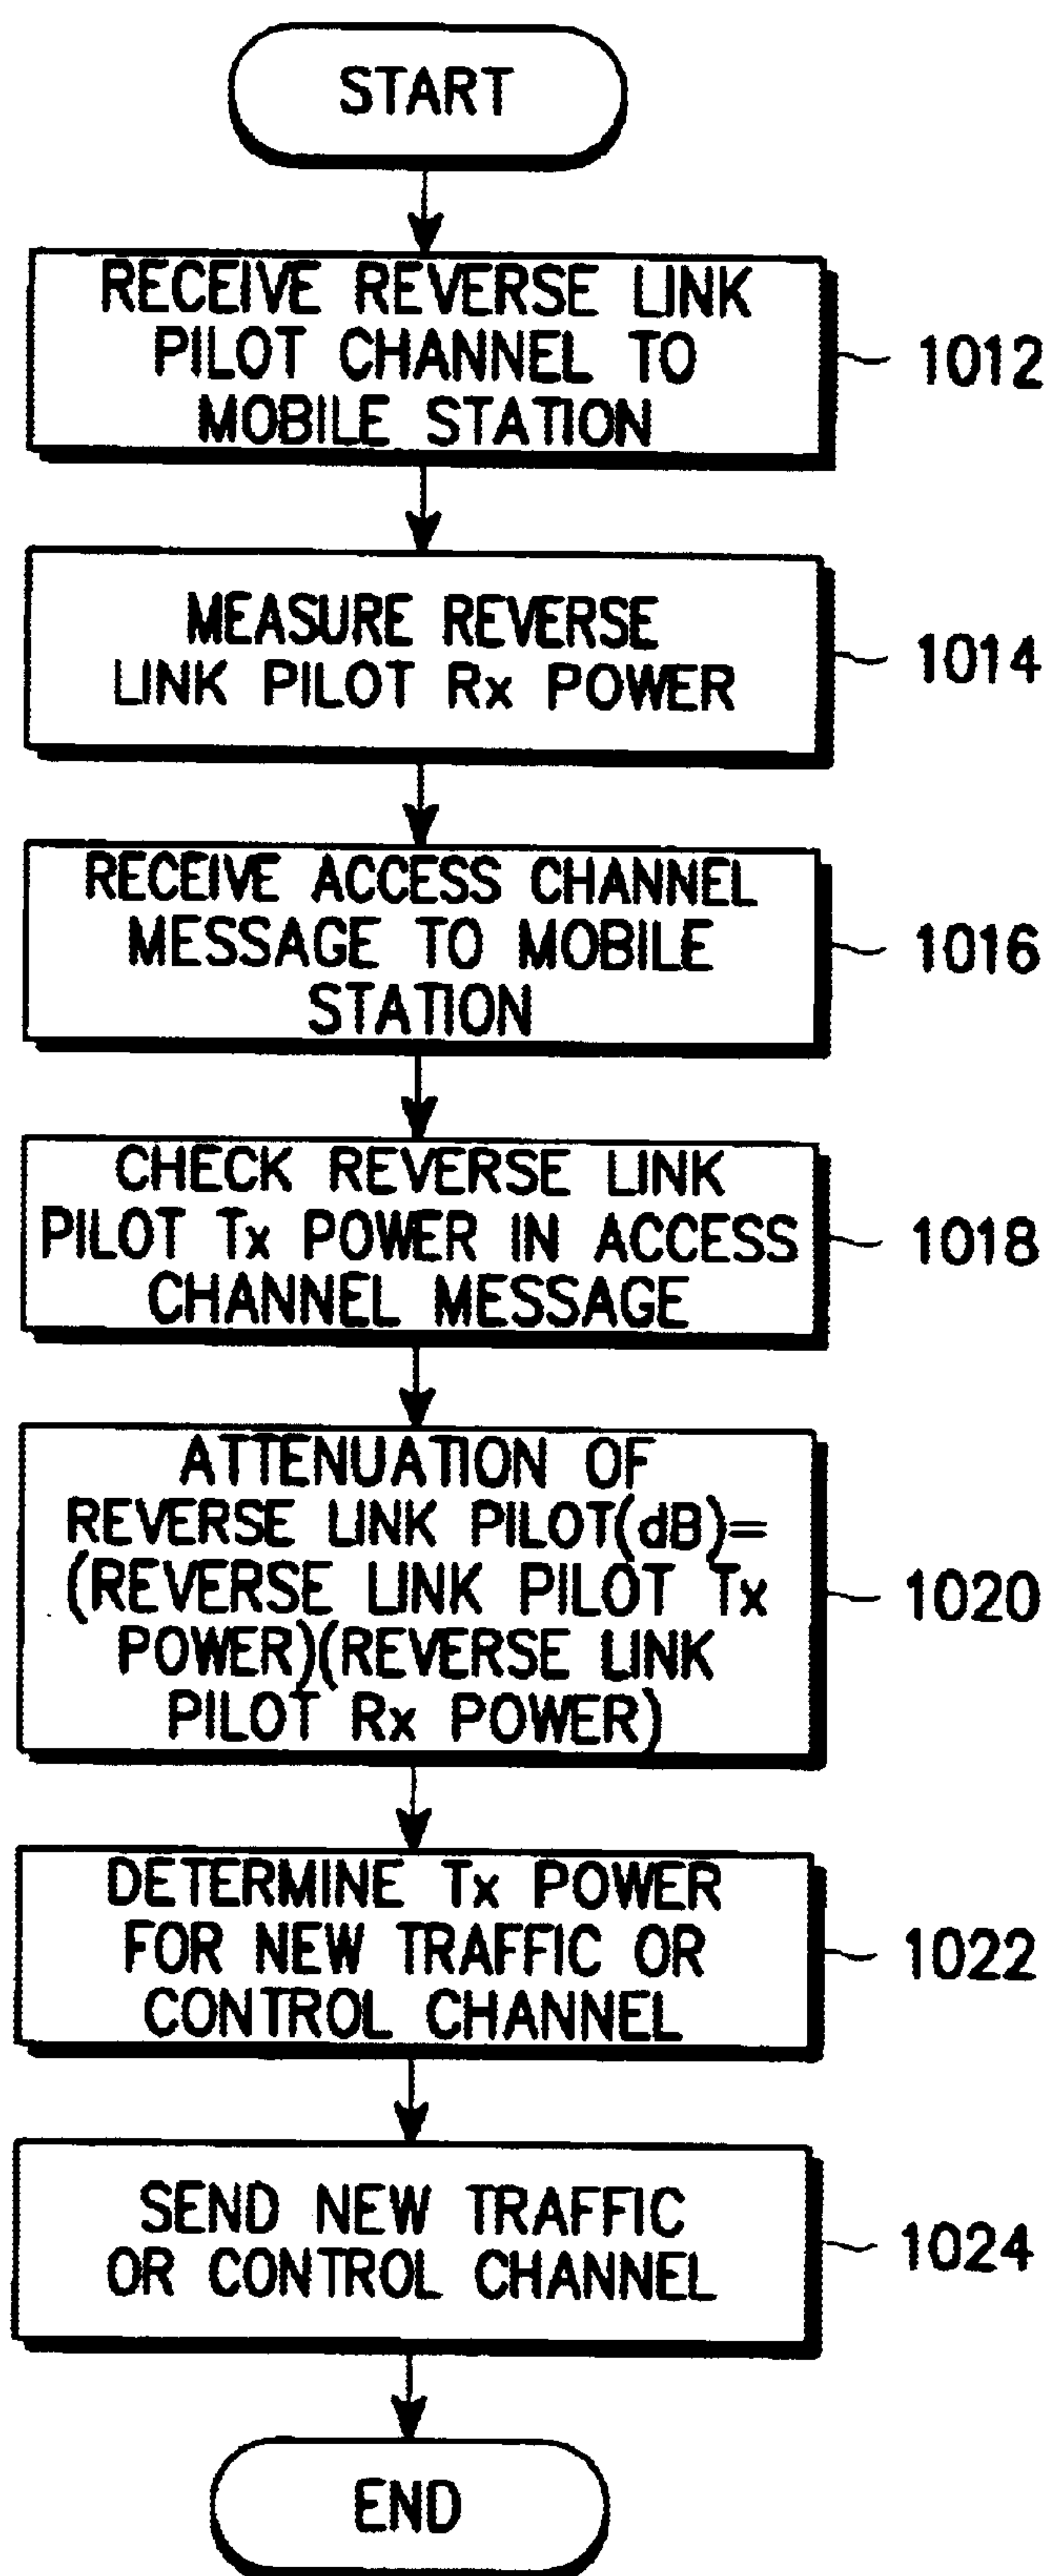 START
RECEIVE REVERSE LINK
PILOT CHANNEL TO
MOBILE STATION
1012
MEASURE REVERSE
LINK PILOT Rx POWER
1014
RECEIVE ACCESS CHANNEL
MESSAGE TO MOBILE
STATION
1016
CHECK REVERSE LINK
PILOT Tx POWER IN ACCESS
CHANNEL MESSAGE
1018
ATTENUATION OF
REVERSE LINK PILOT(dB)=
(REVERSE LINK PILOT Tx
POWER)(REVERSE LINK
PILOT Rx POWER)
1020
DETERMINE Tx POWER
FOR NEW TRAFFIC OR
CONTROL CHANNEL
1022
SEND NEW TRAFFIC
OR CONTROL CHANNEL
1024
END